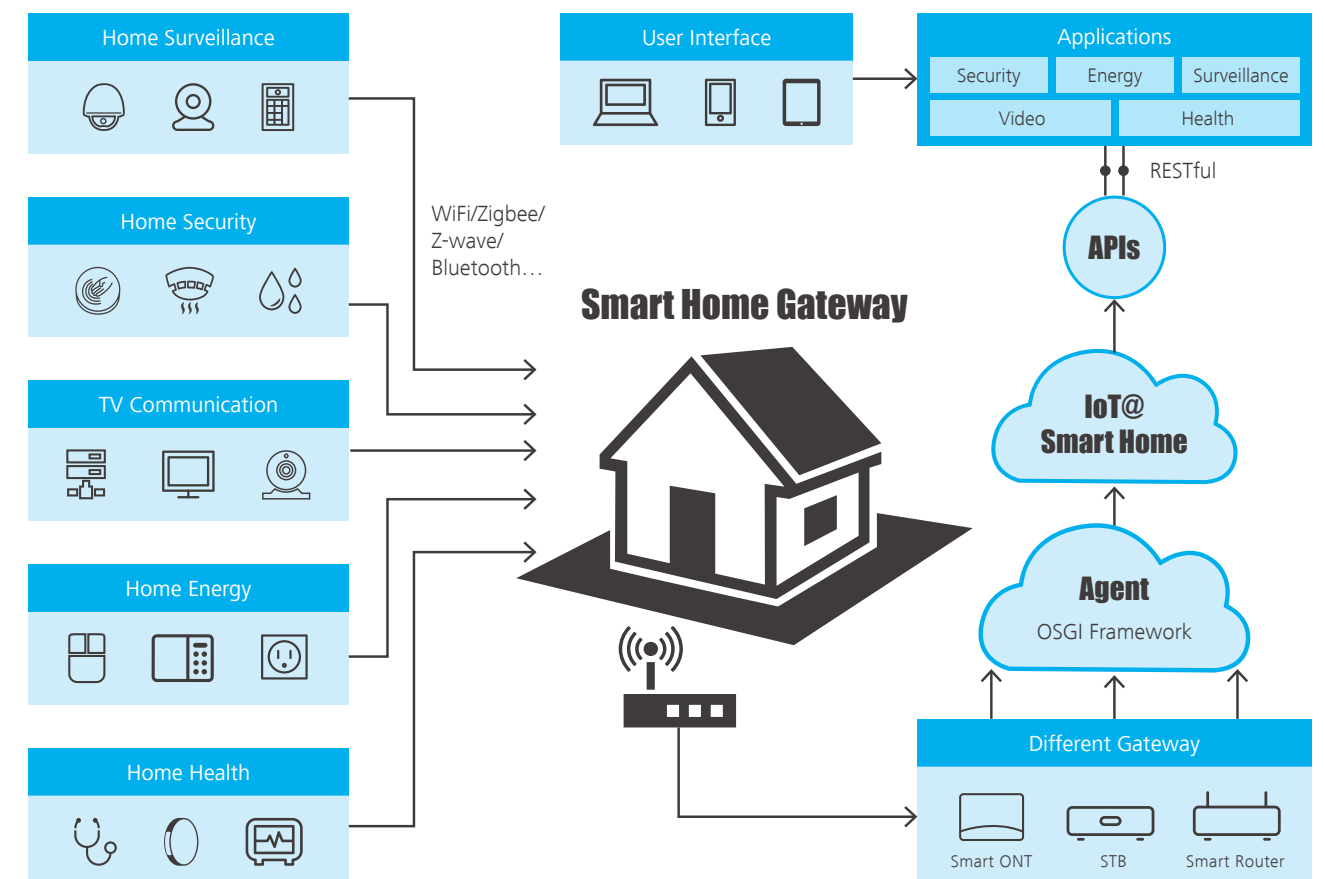 Home Surveillance
Home Security
TV Communication
Home Energy
Home Health
WiFi/Zigbee/
Z-wave/
Bluetooth…
User Interface
Smart Home Gateway
Applications
Security
Energy
Surveillance
Video
Health
RESTful
APIs
IoT@
Smart Home
Agent
OSGI Framework
Different Gateway
Smart ONT
STB
Smart Router